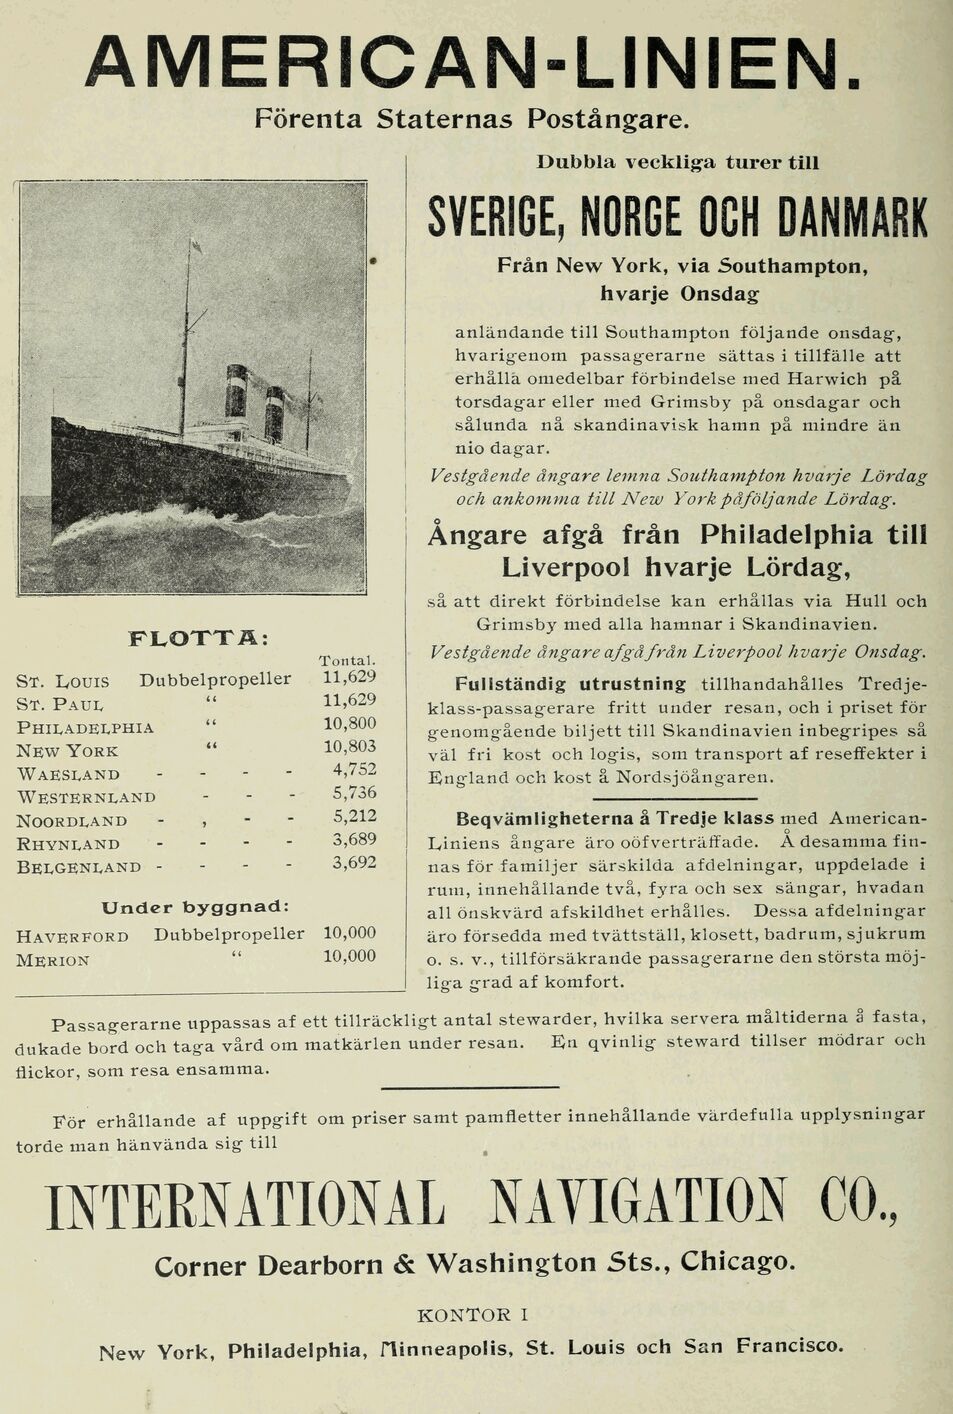 AMERICAN-LINIEN.
Förenta Staternas Postångare.
FLOTTA:
Tontal.
ST. LOUIS Dubbelpropeller 11,629
ST. PAUL “ 11,629
PHILADELPHIA “ 10,800
NEW YORK “ 10,803
WAESLAND - - - - 4,752
WESTERNLAND - - - 5,736
NOORDLAND - , - - 5,212
RHYNLAND - - - - 3,689
BELGENLAND - - - - 3,692
Under byggnad:
HAVERFORD Dubbelpropeller 10,000
MERION “ 10,000
Dubbla veckliga turer till
SVERIGE, NORGE OCH DANMARK
Från New York, via Southampton,
hvarje Onsdag
anländande till Southampton följande onsdag,
hvarigenom passagerarne sättas i tillfälle att
erhålla omedelbar förbindelse med Harwich på
torsdagar eller med Grimsby på onsdagar och
sålunda nå skandinavisk hamn på mindre än
nio dagar.
Vestgående ångare lemna Southampton hvarje Lördag
och ankomma till New York påföljande Lördag.
Ångare afgå från Philadelphia till
Liverpool hvarje Lördag,
så att direkt förbindelse kan erhållas via Hull och
Grimsby med alla hamnar i Skandinavien.
Vestgående ångare afgå från Liverpool hvarje Onsdag.
Fullständig utrustning tillhandahålles Tredje-
klass-passagerare fritt under resan, och i priset för
genomgående biljett till Skandinavien inbegripes så
väl fri kost och logis, som transport af reseffekter i
England och kost å Nordsjöångaren.
Beqvämligheterna å Tredje klass med American-
Liniens ångare äro oöfverträffade. Å desamma fin-
nas för familjer särskilda afdelningar, uppdelade i
rum, innehållande två, fyra och sex sängar, hvadan
all önskvärd afskildhet erhålles. Dessa afdelningar
äro försedda med tvättställ, klosett, badrum, sjukrum
o. s. v., tillförsäkrande passagerarne den största möj-
liga grad af komfort.
Passagerarne uppassas af ett tillräckligt antal stewarder, hvilka servera måltiderna å fasta,
dukade bord och taga vård om matkärlen under resan. En qvinlig steward tillser mödrar och
flickor, som resa ensamma.
För erhållande af uppgift om priser samt pamfletter innehållande värdefulla upplysningar
torde man hänvända sig till
INTERNATIONAL NAVIGATION CO.,
Corner Dearborn & Washington Sts., Chicago.
KONTOR I
New York, Philadelphia, Minneapolis, St. Louis och San Francisco.